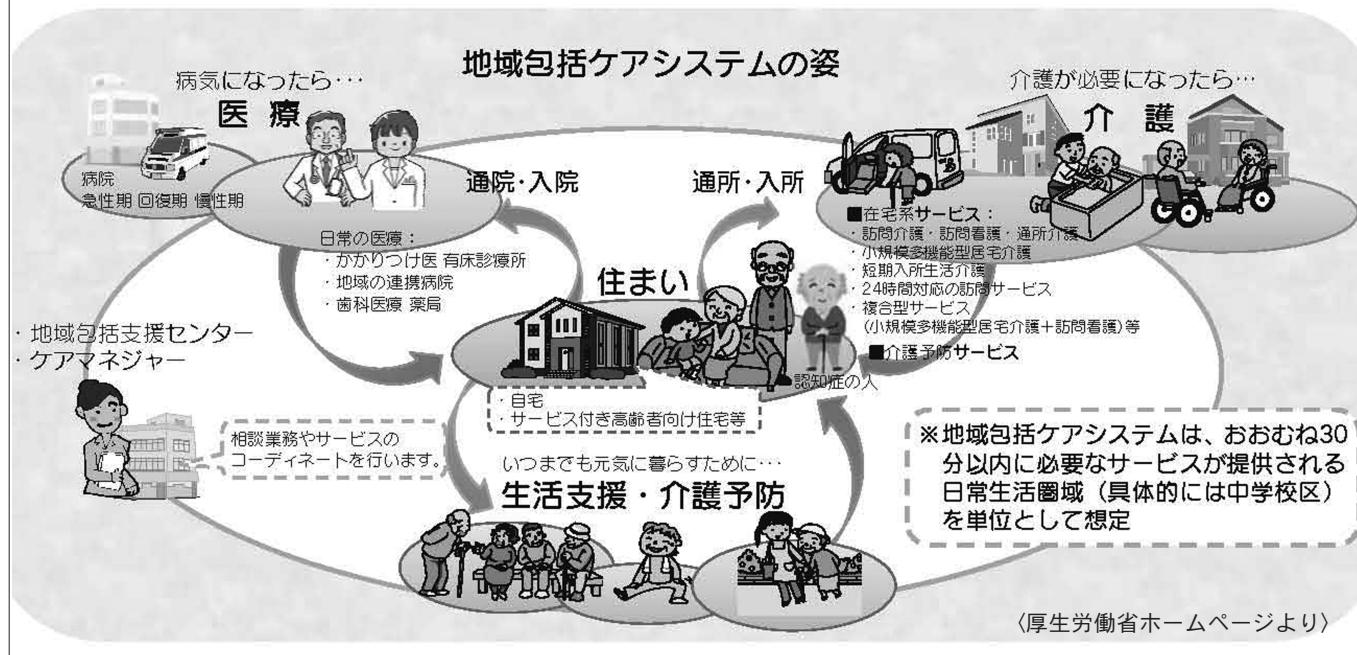 地域包括ケアシステムの姿
病気になったら･･･
医 療
病院
急性期 回復期 慢性期
通院・入院
日常の医療：
・かかりつけ医 有床診療所
・地域の連携病院
・歯科医療 薬局
介護が必要になったら…
介 護
通所・入所
■在宅系サービス：
・訪問介護・訪問看護・通所介護
・小規模多機能型居宅介護
・短期入所生活介護
・24時間対応の訪問サービス
・複合型サービス
（小規模多機能型居宅介護＋訪問看護）等
■介護予防サービス
住まい
認知症の人
・自宅
・サービス付き高齢者向け住宅等
・地域包括支援センター
・ケアマネジャー
相談業務やサービスの
コーディネートを行います。
いつまでも元気に暮らすために･･･
生活支援・介護予防
※地域包括ケアシステムは、おおむね30
分以内に必要なサービスが提供される
日常生活圏域（具体的には中学校区）
を単位として想定
〈厚生労働省ホームページより〉